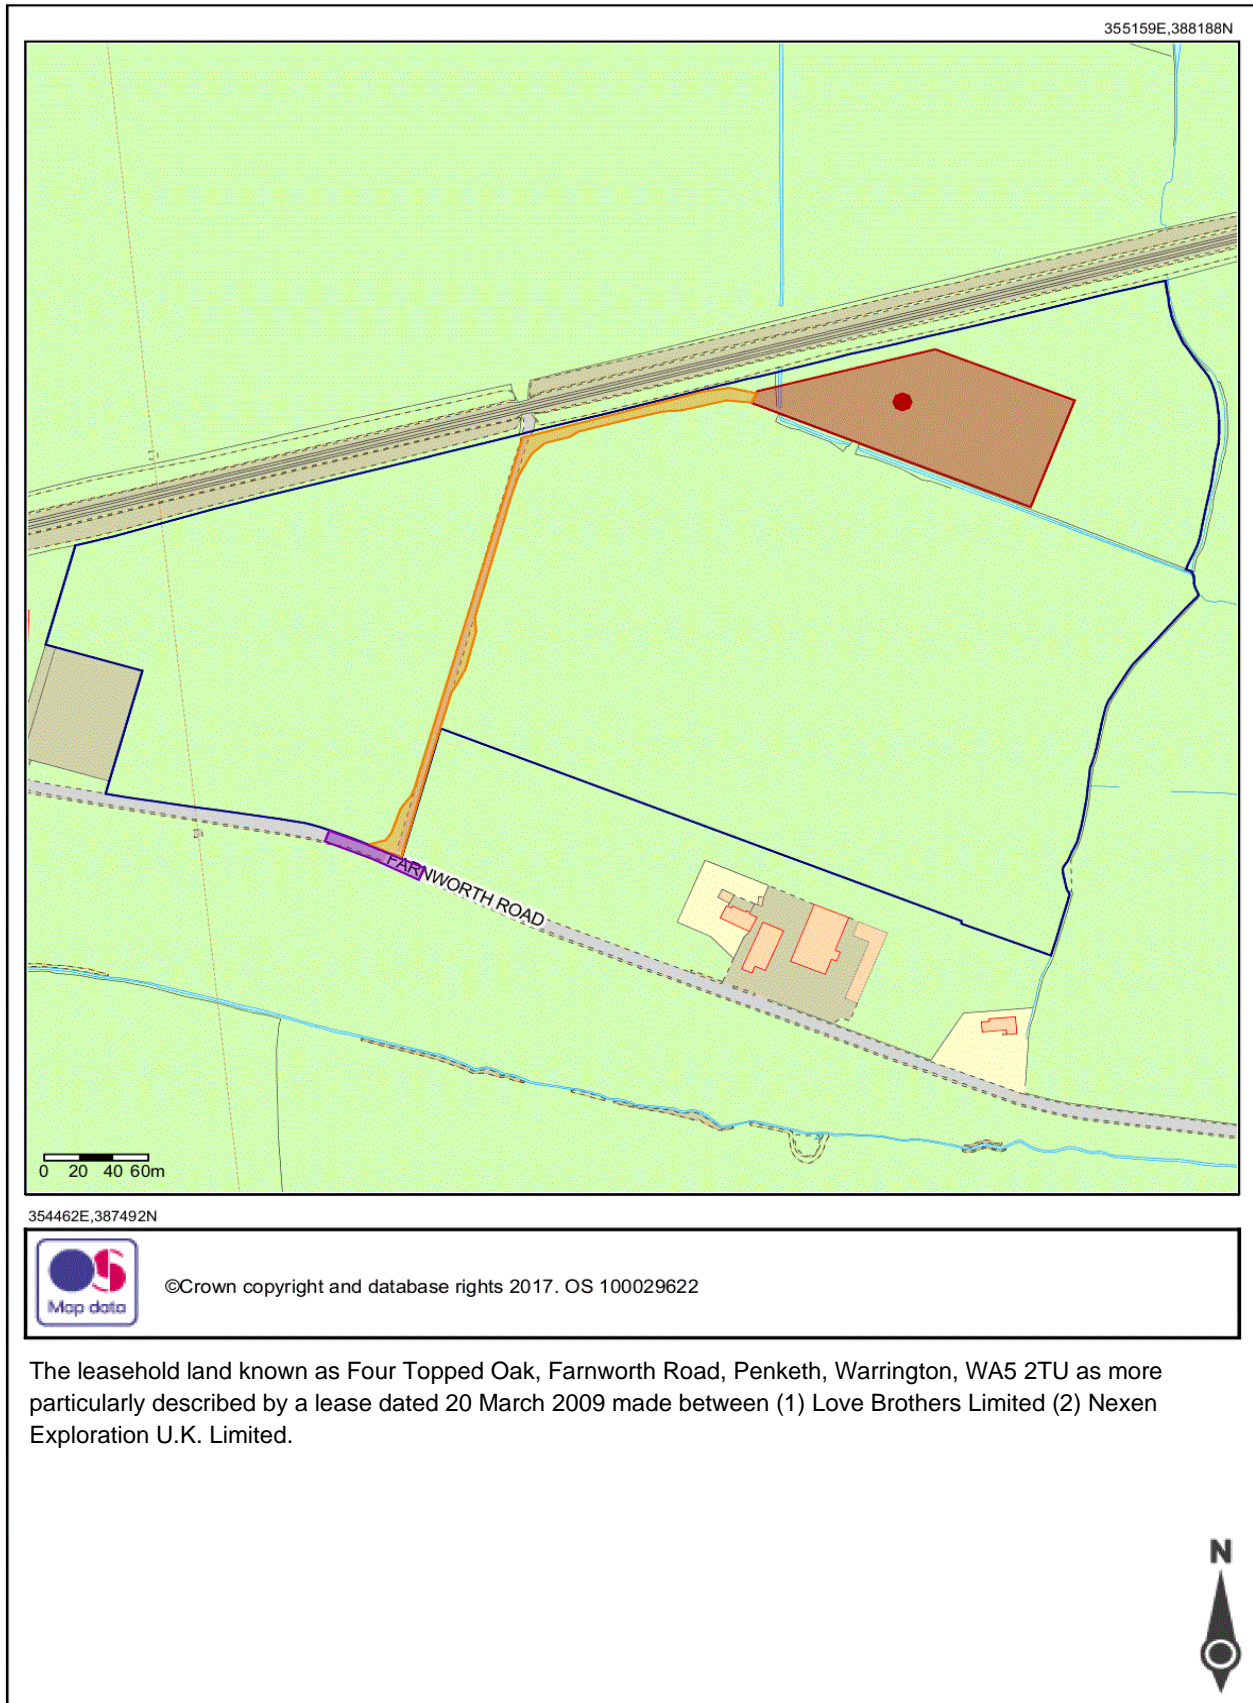 355159E,388188N
FARNWORTH ROAD
0 20 40 60m
354462E,387492N
OS
Map data
©Crown copyright and database rights 2017. OS 100029622
The leasehold land known as Four Topped Oak, Farnworth Road, Penketh, Warrington, WA5 2TU as more
particularly described by a lease dated 20 March 2009 made between (1) Love Brothers Limited (2) Nexen
Exploration U.K. Limited.
N